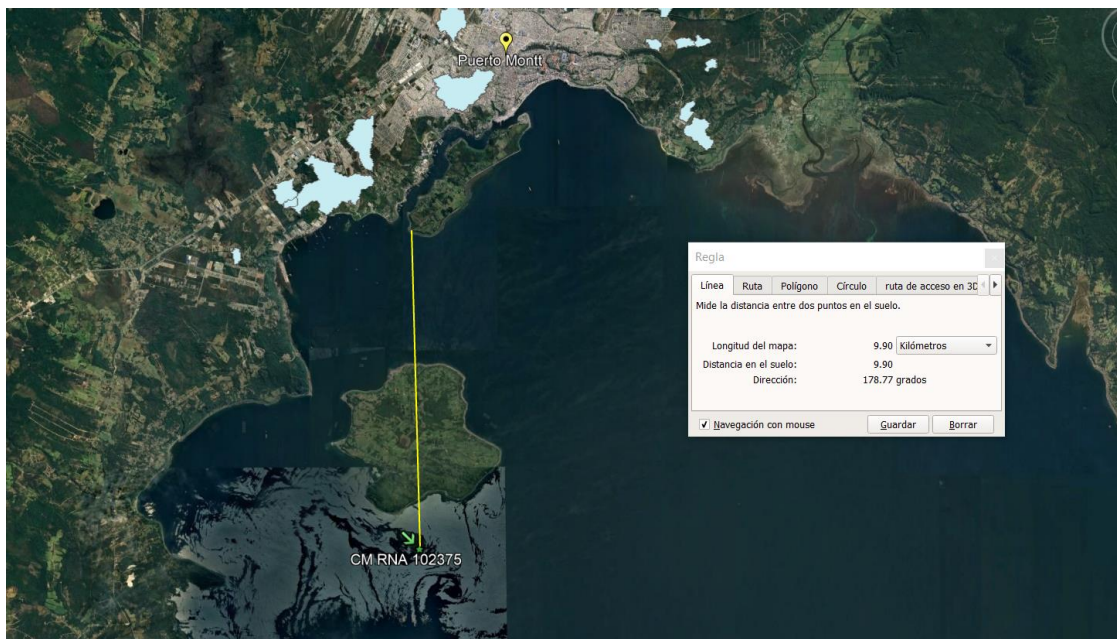 Puerto Montt
Regla
Línea Ruta Polígono Círculo ruta de acceso en 3D
Mide la distancia entre dos puntos en el suelo.
Longitud del mapa: 9.90 Kilómetros
Distancia en el suelo: 9.90
Dirección: 178.77 grados
Navegación con mouse Guardar Borrar
CM RNA 102375